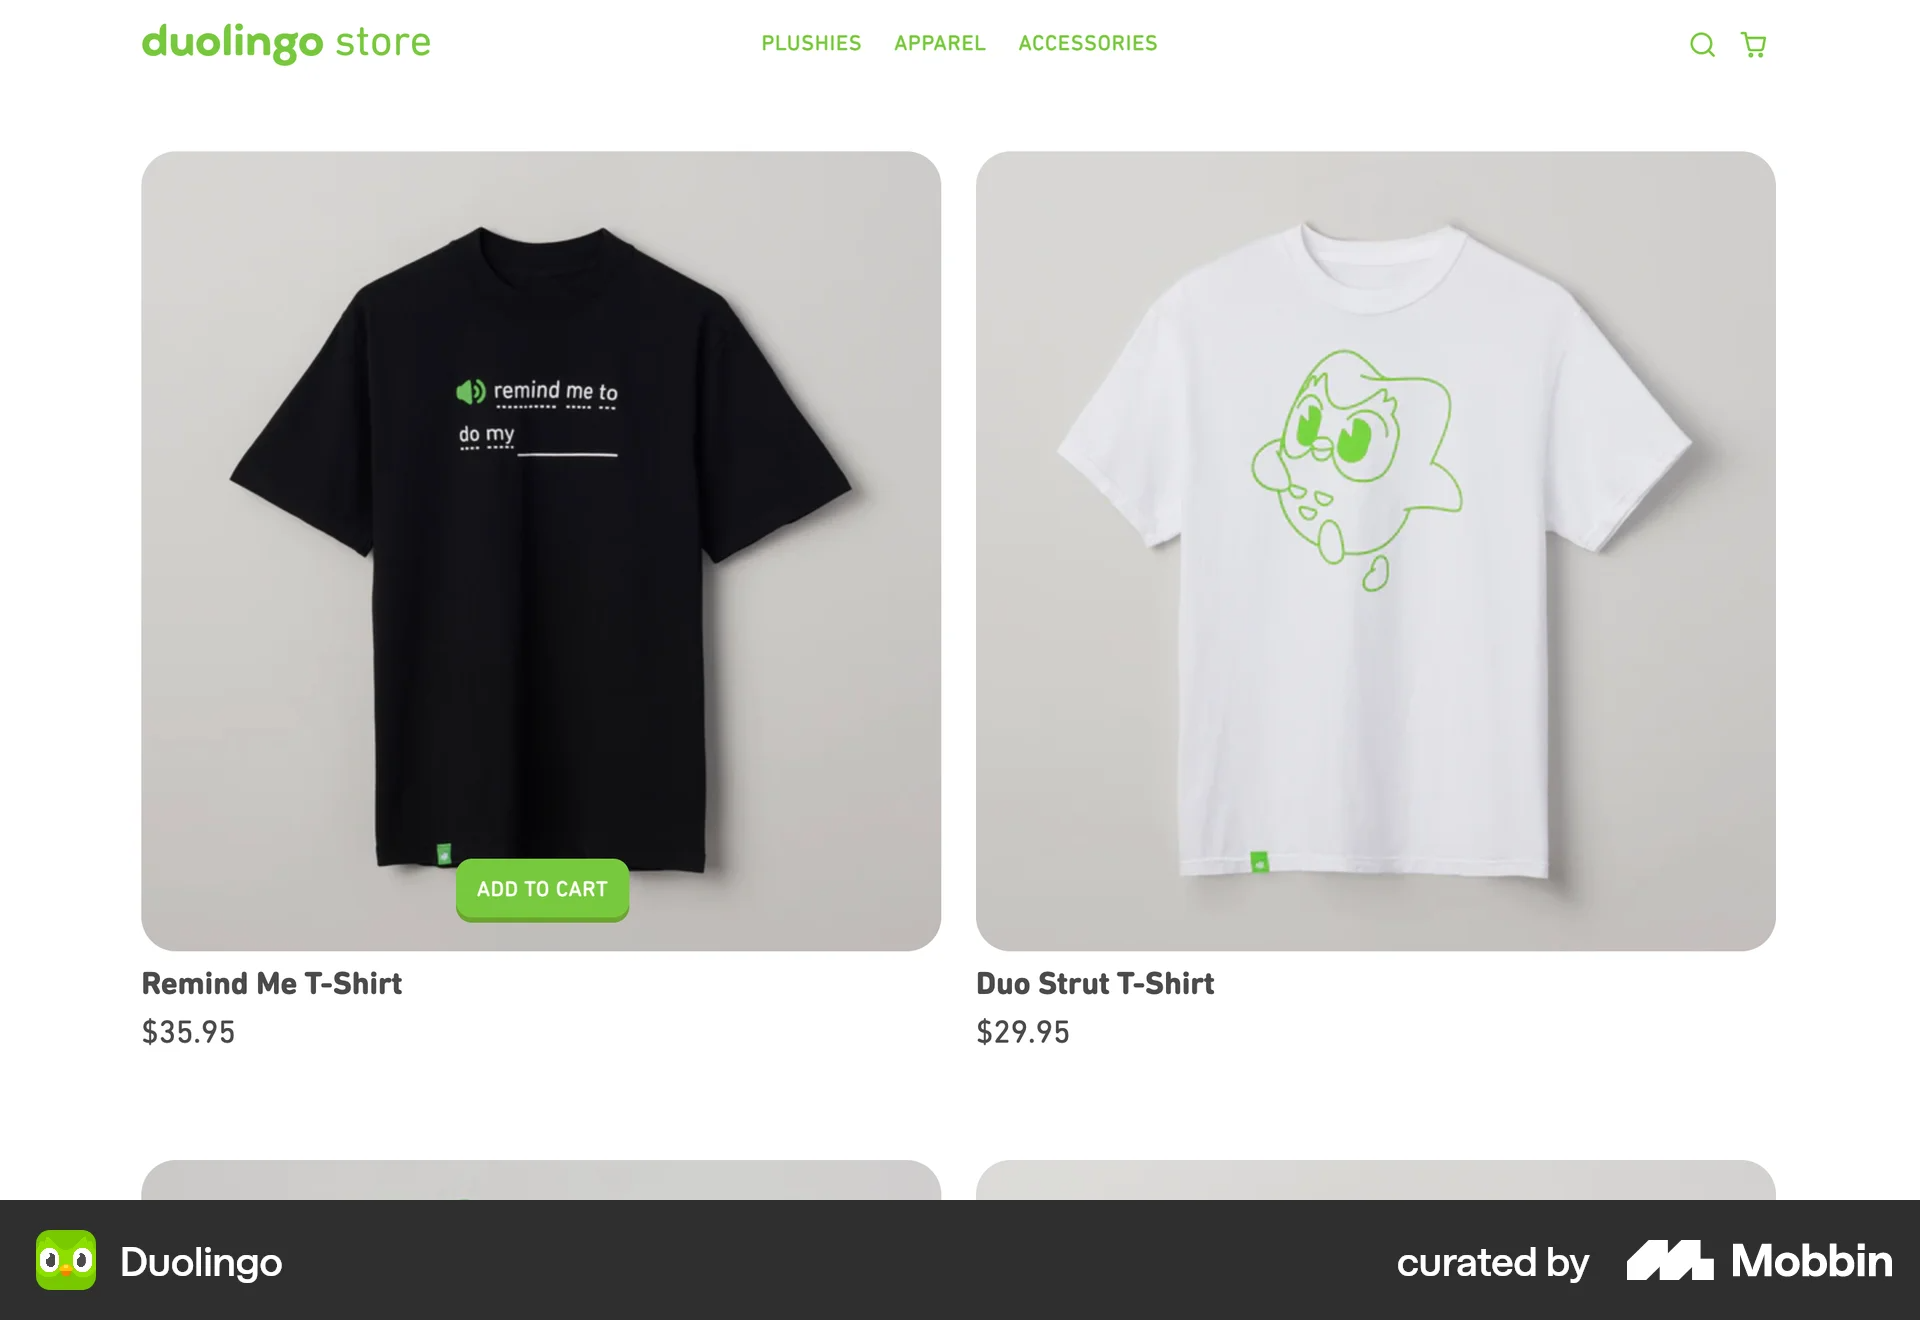 duolingo store
PLUSHIES
APPAREL
ACCESSORIES
remind me to
do my
ADD TO CART
Remind Me T-Shirt
$35.95
Duo Strut T-Shirt
$29.95
Duolingo
curated by
Mobbin